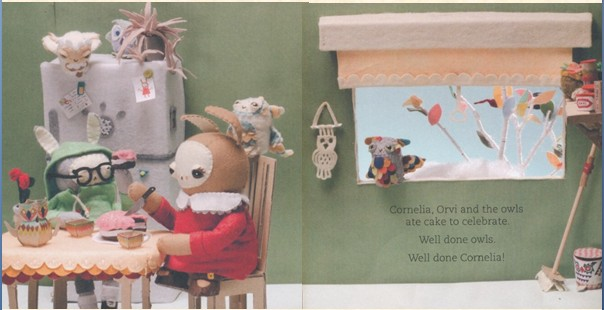 Cornelia, Orvi and the owls
ate cake to celebrate.
Well done owls.
Well done Cornelia!